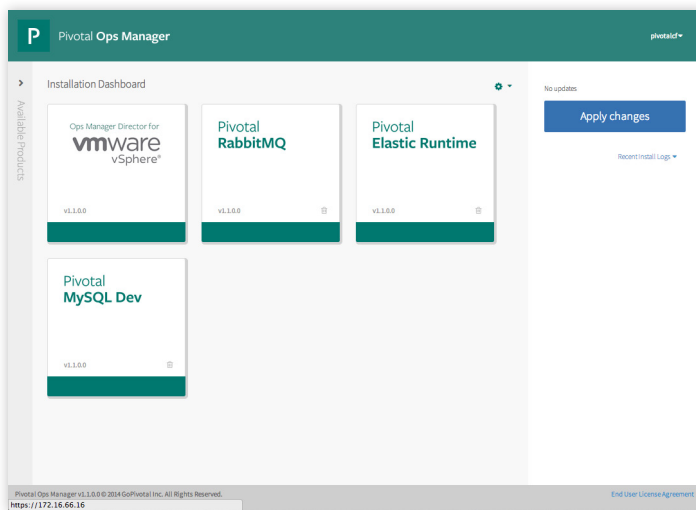 P Pivotal Ops Manager
pivotalcf
Available Products
Installation Dashboard
Ops Manager Director for
vmware
vSphere®
v1.1.0.0
Pivotal
RabbitMQ
v1.1.0.0
Pivotal
Elastic Runtime
v1.1.0.0
Pivotal
MySQL Dev
v1.1.0.0
No updates
Apply changes
Recent Install Logs
Pivotal Ops Manager v1.1.0.0 © 2014 GoPivotal Inc. All Rights Reserved.
End User License Agreement
https://172.16.66.16